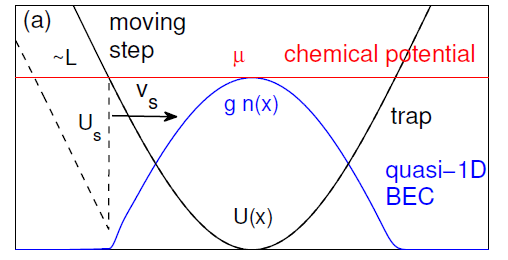 (a)
moving
step
~L
μ chemical potential
v_s
g n(x)
U_s
trap
quasi−1D
BEC
U(x)